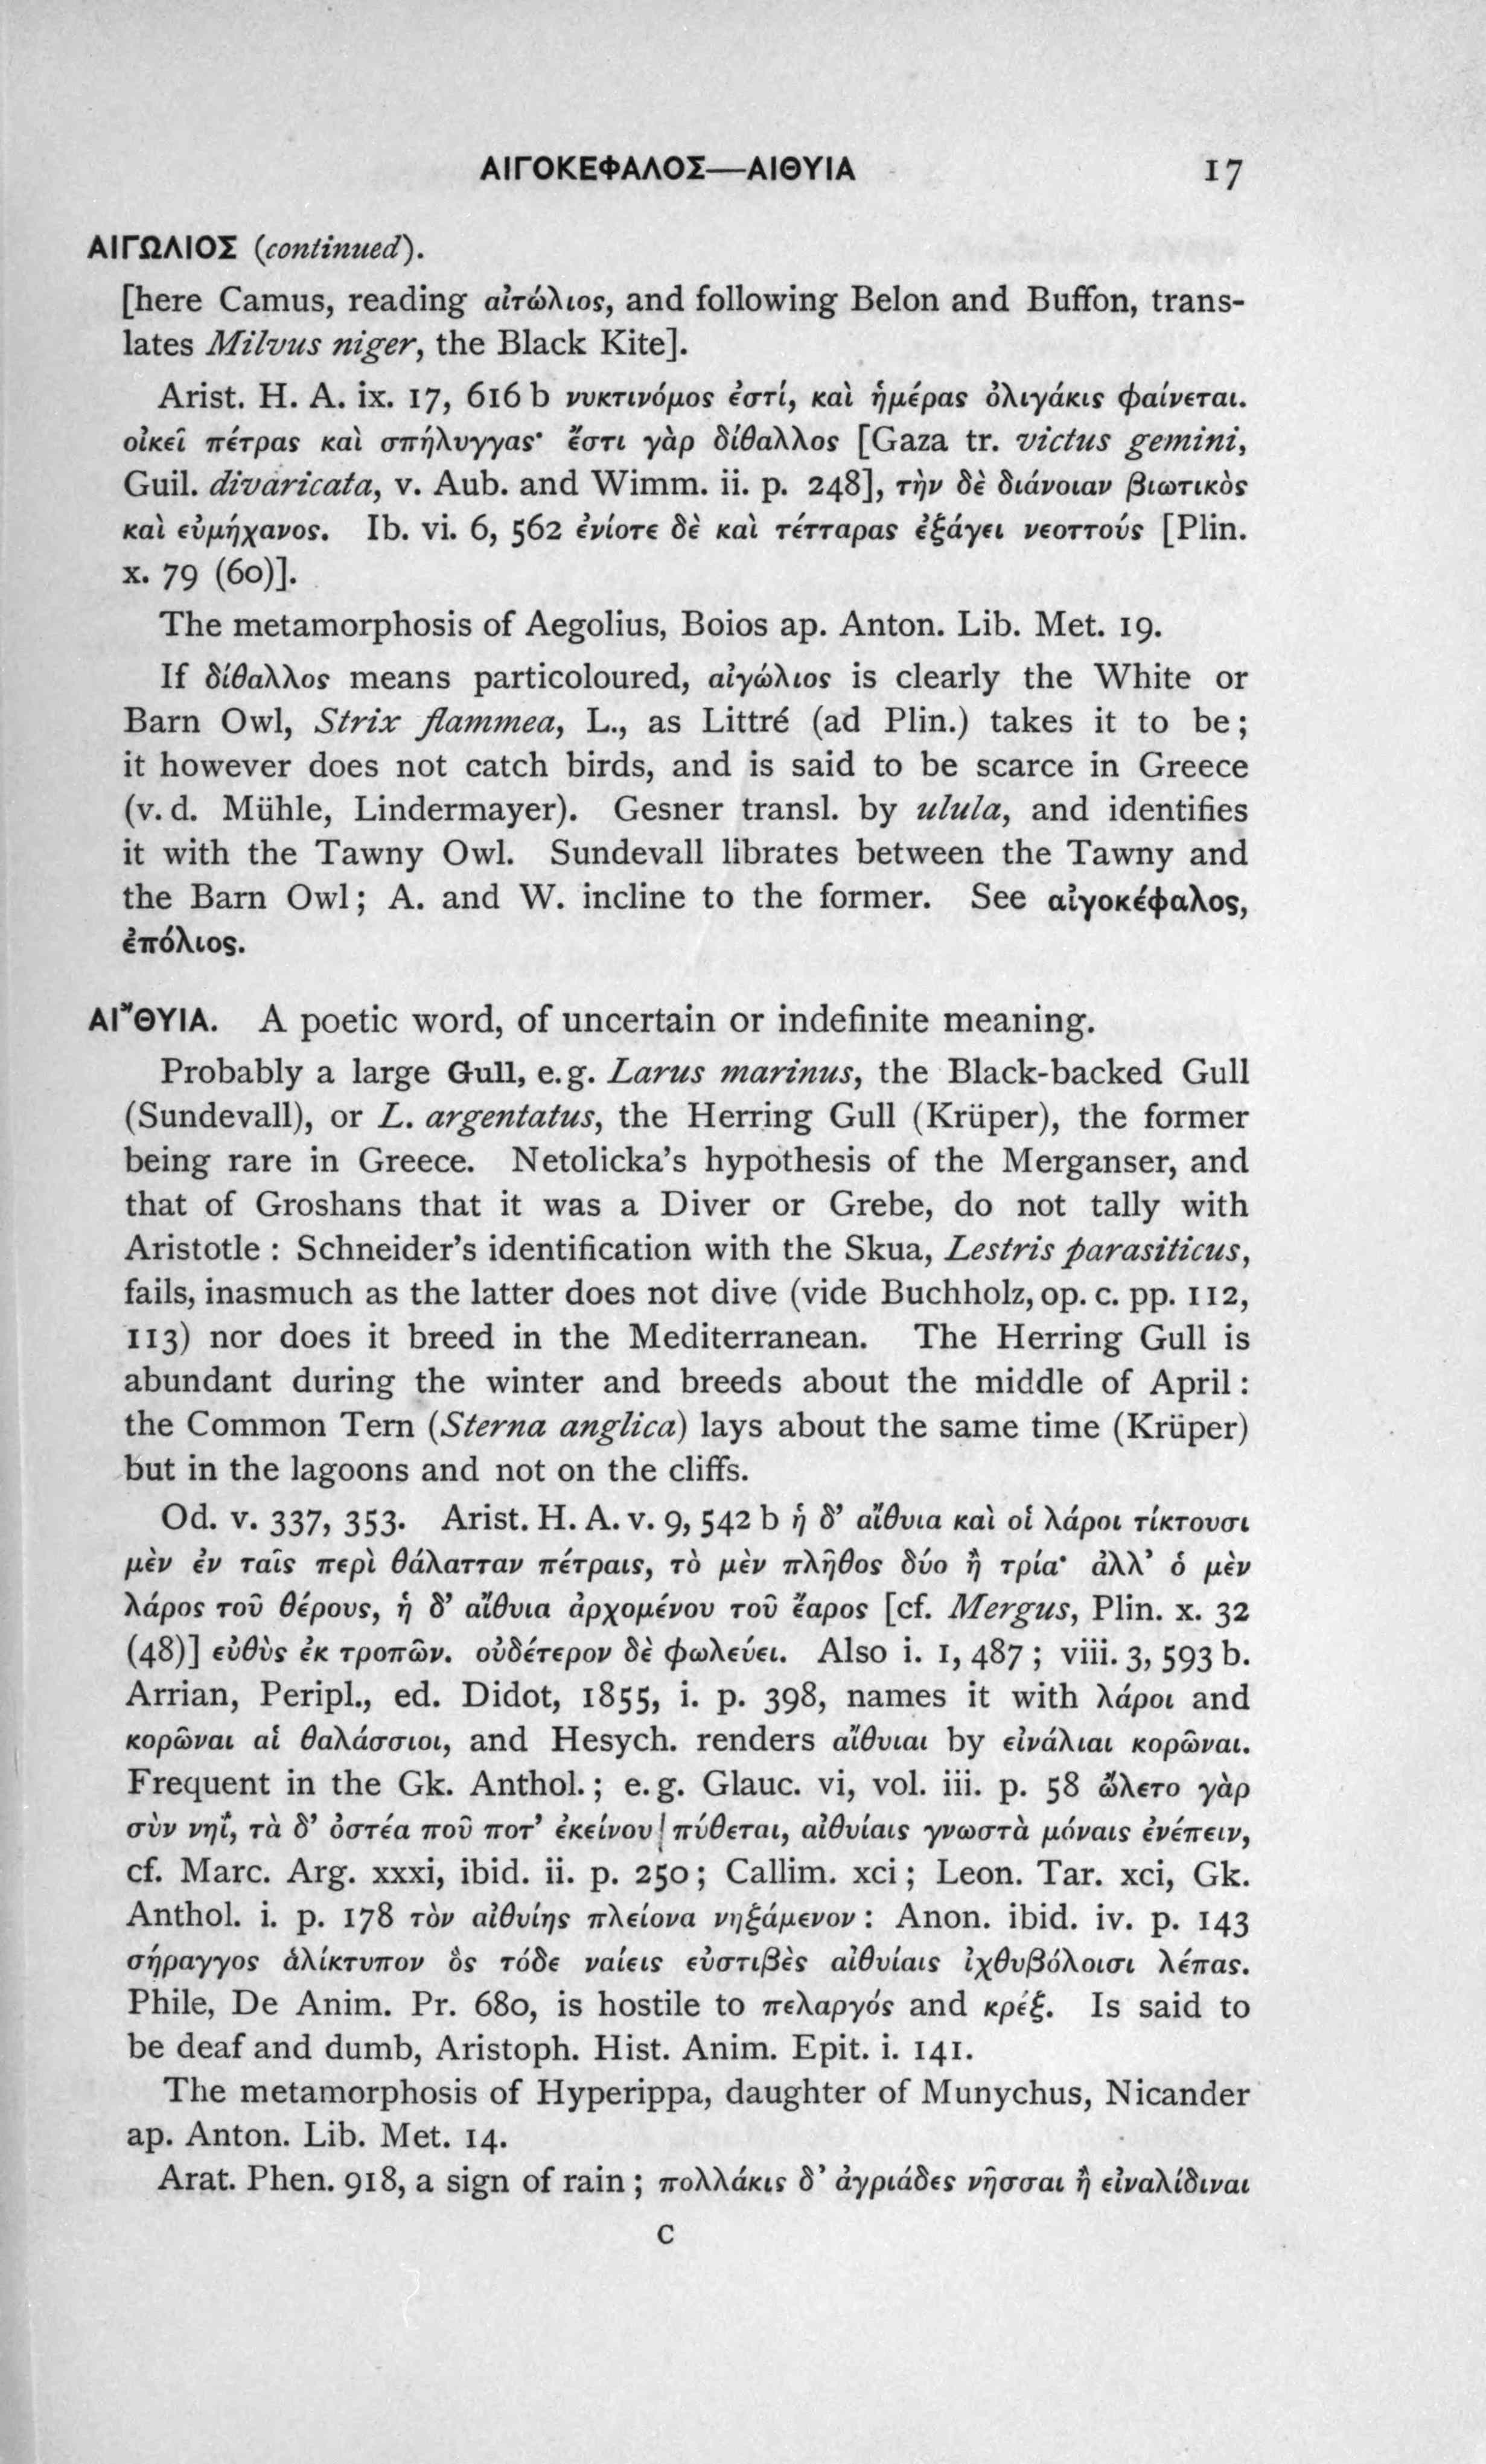 ΑΙΓΟΚΕΦΑΛΟΣ—ΑΙΘΥΙΑ 17
ΑΙΓΩΛΙΟΣ (continued).
[here Camus, reading αἰτώλιος, and following Belon and Buffon, trans-
lates Milvus niger, the Black Kite].
Arist. H. A. ix. 17, 616 b νυκτινόμος ἐστί, καὶ ἡμέρας ὀλιγάκις φαίνεται.
οἰκεῖ πέτρας καὶ σπήλυγγας· ἔστι γὰρ δίθαλλος [Gaza tr. victus gemini,
Guil. divaricata, v. Aub. and Wimm. ii. p. 248], τὴν δὲ διάνοιαν βιωτικὸς
καὶ εὐμήχανος. Ib. vi. 6, 562 ἐνίοτε δὲ καὶ τέτταρας ἐξάγει νεοττούς [Plin.
x. 79 (60)].
The metamorphosis of Aegolius, Boios ap. Anton. Lib. Met. 19.
If δίθαλλος means particoloured, αἰγώλιος is clearly the White or
Barn Owl, Strix flammea, L., as Littré (ad Plin.) takes it to be;
it however does not catch birds, and is said to be scarce in Greece
(v. d. Mühle, Lindermayer). Gesner transl. by ulula, and identifies
it with the Tawny Owl. Sundevall librates between the Tawny and
the Barn Owl; A. and W. incline to the former. See αἰγοκέφαλος,
ἐπόλιος.
ΑΙ῎ΘΥΙΑ. A poetic word, of uncertain or indefinite meaning.
Probably a large Gull, e.g. Larus marinus, the Black-backed Gull
(Sundevall), or L. argentatus, the Herring Gull (Krüper), the former
being rare in Greece. Netolicka's hypothesis of the Merganser, and
that of Groshans that it was a Diver or Grebe, do not tally with
Aristotle : Schneider's identification with the Skua, Lestris parasiticus,
fails, inasmuch as the latter does not dive (vide Buchholz, op. c. pp. 112,
113) nor does it breed in the Mediterranean. The Herring Gull is
abundant during the winter and breeds about the middle of April :
the Common Tern (Sterna anglica) lays about the same time (Krüper)
but in the lagoons and not on the cliffs.
Od. v. 337, 353. Arist. H. A. v. 9, 542 b ἡ δ' αἴθυια καὶ οἱ λάροι τίκτουσι
μὲν ἐν ταῖς περὶ θάλατταν πέτραις, τὸ μὲν πλῆθος δύο ἢ τρία· ἀλλ' ὁ μὲν
λάρος τοῦ θέρους, ἡ δ' αἴθυια ἀρχομένου τοῦ ἔαρος [cf. Mergus, Plin. x. 32
(48)] εὐθὺς ἐκ τροπῶν. οὐδέτερον δὲ φωλεύει. Also i. 1, 487 ; viii. 3, 593 b.
Arrian, Peripl., ed. Didot, 1855, i. p. 398, names it with λάροι and
κορῶναι αἱ θαλάσσιοι, and Hesych. renders αἴθυιαι by εἰνάλιαι κορῶναι.
Frequent in the Gk. Anthol. ; e. g. Glauc. vi, vol. iii. p. 58 ὤλετο γὰρ
σὺν νηΐ, τὰ δ' ὀστέα ποῦ ποτ' ἐκείνου | πύθεται, αἰθυίαις γνωστὰ μόναις ἐνέπειν,
cf. Marc. Arg. xxxi, ibid. ii. p. 250 ; Callim. xci ; Leon. Tar. xci, Gk.
Anthol. i. p. 178 τὸν αἰθυίης πλείονα νηξάμενον : Anon. ibid. iv. p. 143
σήραγγος ἁλίκτυπον ὃς τόδε ναίεις εὐστιβὲς αἰθυίαις ἰχθυβόλοισι λέπας.
Phile, De Anim. Pr. 680, is hostile to πελαργός and κρέξ. Is said to
be deaf and dumb, Aristoph. Hist. Anim. Epit. i. 141.
The metamorphosis of Hyperippa, daughter of Munychus, Nicander
ap. Anton. Lib. Met. 14.
Arat. Phen. 918, a sign of rain ; πολλάκις δ' ἀγριάδες νῆσσαι ἢ εἰναλίδιναι
C